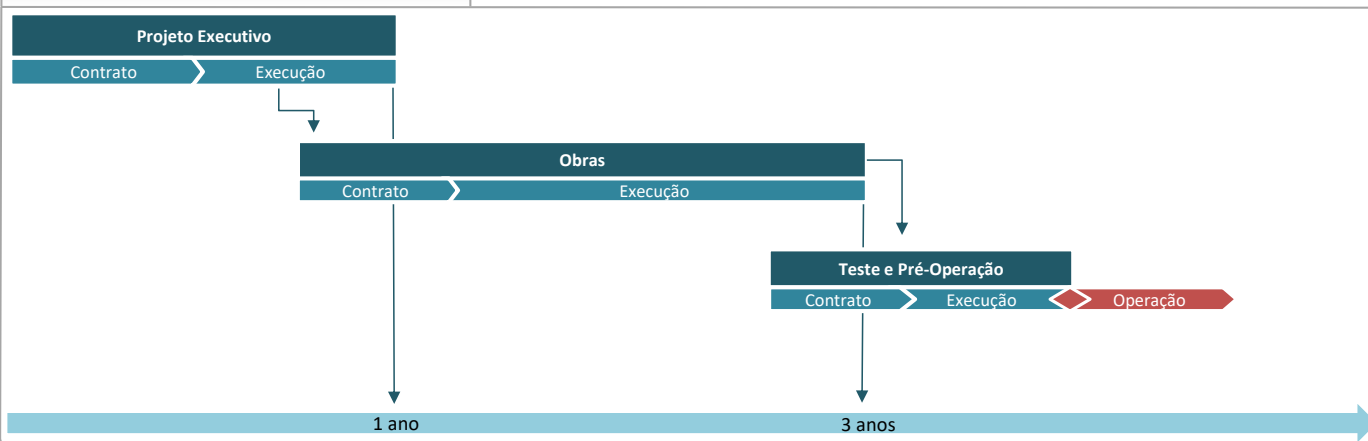 Projeto Executivo
Contrato Execução
Obras
Contrato Execução
Teste e Pré-Operação
Contrato Execução Operação
1 ano 3 anos